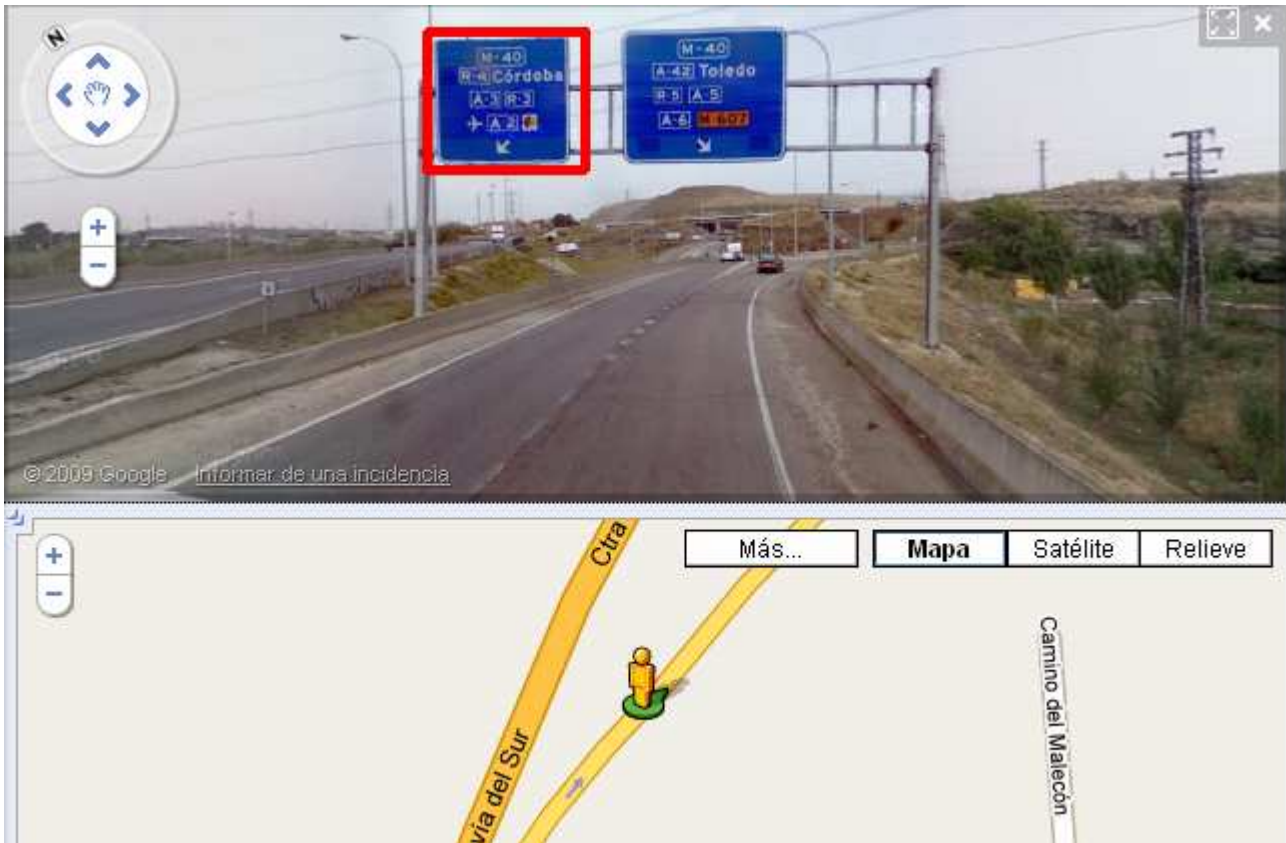 N
M-40
R-4 Córdoba
A-3 R-3
A-2
M-40
A-42 Toledo
R-5 A-5
A-6 M-607
© 2009 Google Informar de una incidencia
Más...
Mapa
Satélite
Relieve
Ctra
vía del Sur
Camino del Malecón